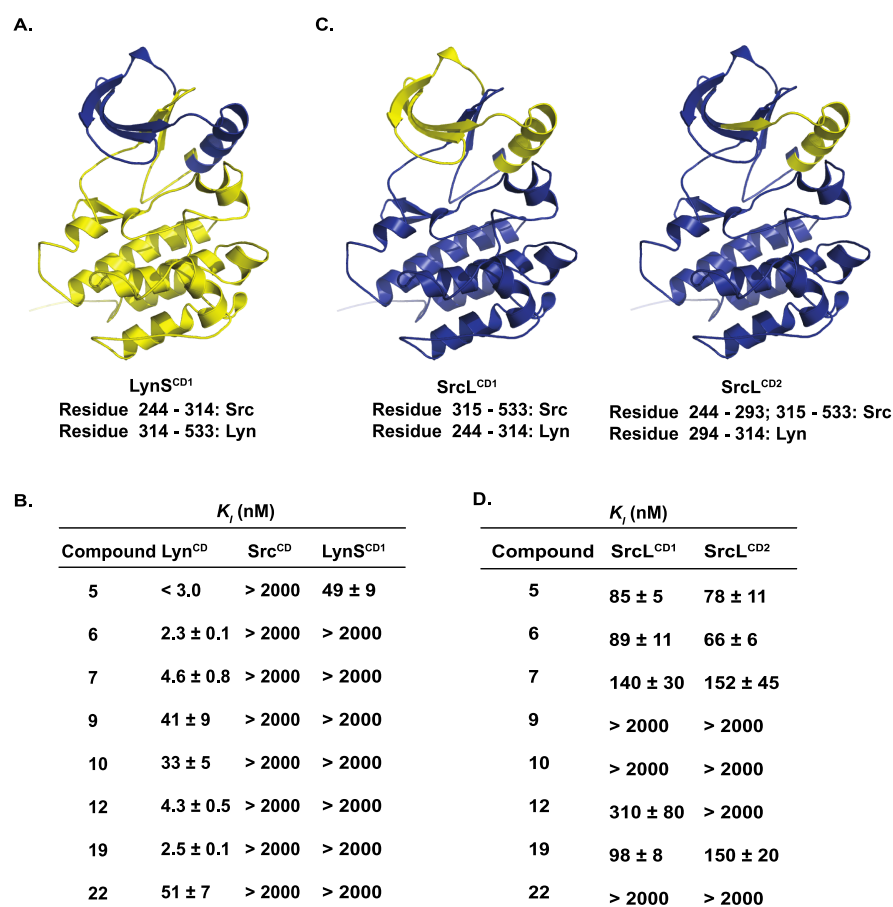 A.
C.
LynS^CD1
Residue 244 - 314: Src
Residue 314 - 533: Lyn
SrcL^CD1
Residue 315 - 533: Src
Residue 244 - 314: Lyn
SrcL^CD2
Residue 244 - 293; 315 - 533: Src
Residue 294 - 314: Lyn
B.
K_I (nM)
Compound Lyn^CD Src^CD LynS^CD1
5 < 3.0 > 2000 49 ± 9
6 2.3 ± 0.1 > 2000 > 2000
7 4.6 ± 0.8 > 2000 > 2000
9 41 ± 9 > 2000 > 2000
10 33 ± 5 > 2000 > 2000
12 4.3 ± 0.5 > 2000 > 2000
19 2.5 ± 0.1 > 2000 > 2000
22 51 ± 7 > 2000 > 2000
D.
K_I (nM)
Compound SrcL^CD1 SrcL^CD2
5 85 ± 5 78 ± 11
6 89 ± 11 66 ± 6
7 140 ± 30 152 ± 45
9 > 2000 > 2000
10 > 2000 > 2000
12 310 ± 80 > 2000
19 98 ± 8 150 ± 20
22 > 2000 > 2000